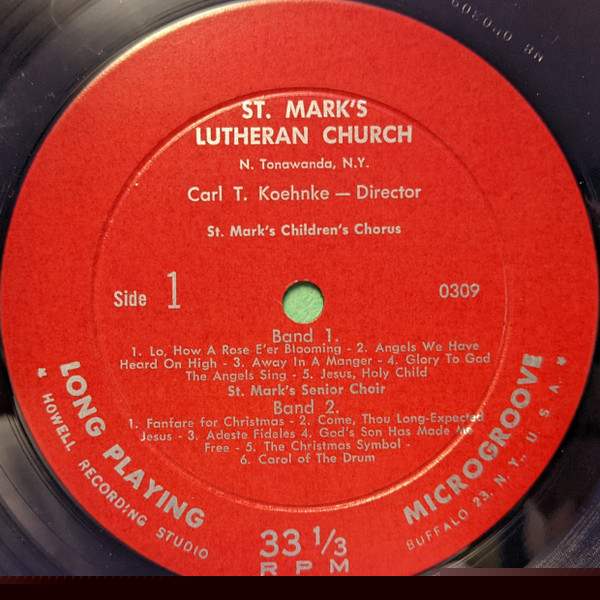 ST. MARK'S
LUTHERAN CHURCH
N. Tonawanda, N.Y.
Carl T. Koehnke — Director
St. Mark's Children's Chorus
Side 1
0309
Band 1.
1. Lo, How A Rose E'er Blooming - 2. Angels We Have
Heard On High - 3. Away In A Manger - 4. Glory To God
The Angels Sing - 5. Jesus, Holy Child
St. Mark's Senior Choir
Band 2.
1. Fanfare for Christmas - 2. Come, Thou Long-Expected
Jesus - 3. Adeste Fideles 4. God's Son Has Made Me
Free - 5. The Christmas Symbol -
6. Carol of The Drum
LONG PLAYING
MICROGROOVE
HOWELL RECORDING STUDIO
BUFFALO 23, N.Y., U.S.A.
33 1/3
RPM